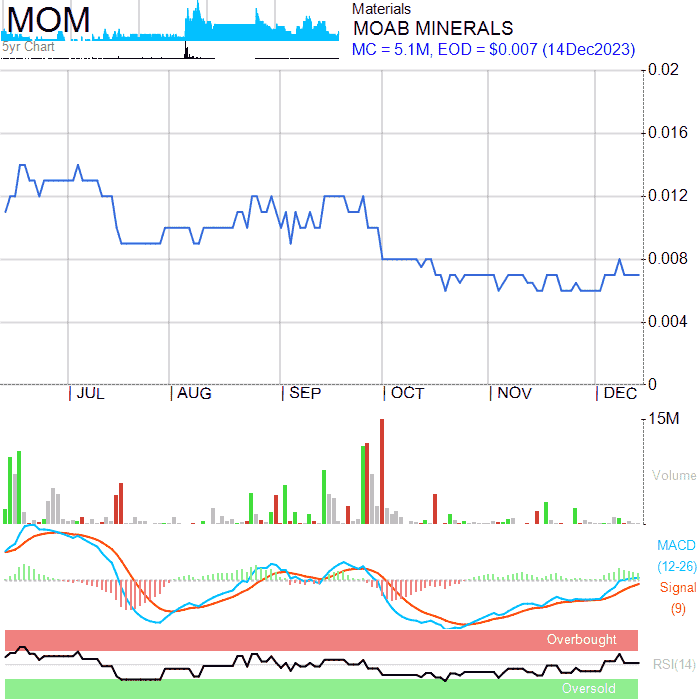 MOM
5yr Chart
Materials
MOAB MINERALS
MC = 5.1M, EOD = $0.007 (14Dec2023)
0.02
0.016
0.012
0.008
0.004
0
JUL AUG SEP OCT NOV DEC
15M
Volume
MACD
(12-26)
Signal
(9)
Overbought
RSI(14)
Oversold